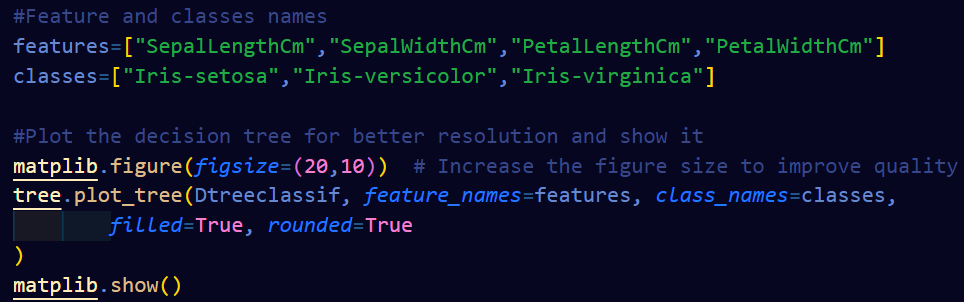 #Feature and classes names
features=["SepalLengthCm","SepalWidthCm","PetalLengthCm","PetalWidthCm"]
classes=["Iris-setosa","Iris-versicolor","Iris-virginica"]
#Plot the decision tree for better resolution and show it
matplib.figure(figsize=(20,10))  # Increase the figure size to improve quality
tree.plot_tree(Dtreeclassif, feature_names=features, class_names=classes,
        filled=True, rounded=True
)
matplib.show()